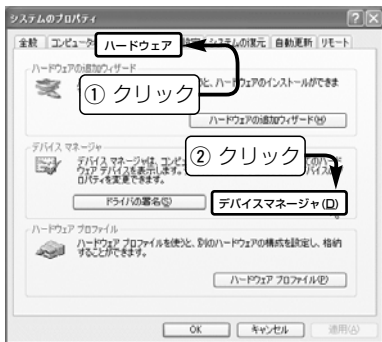 システムのプロパティ
全般 コンピュータ ハードウェア システムの復元 自動更新 リモート
ハードウェアの追加ウィザード
① クリック
と、ハードウェアのインストールができま
ハードウェアの追加ウィザード(H)
デバイス マネージャ
デバイス マネージャは、コンピ
② クリック
てのハード
ウェア デバイスを表示します。
デバイスの
ロパティを変更できます。
ドライバの署名(S)
デバイスマネージャ(D)
ハードウェア プロファイル
ハードウェア プロファイルを使うと、別のハードウェアの構成を設定し、格納
することができます。
ハードウェア プロファイル(P)
OK キャンセル 適用(A)